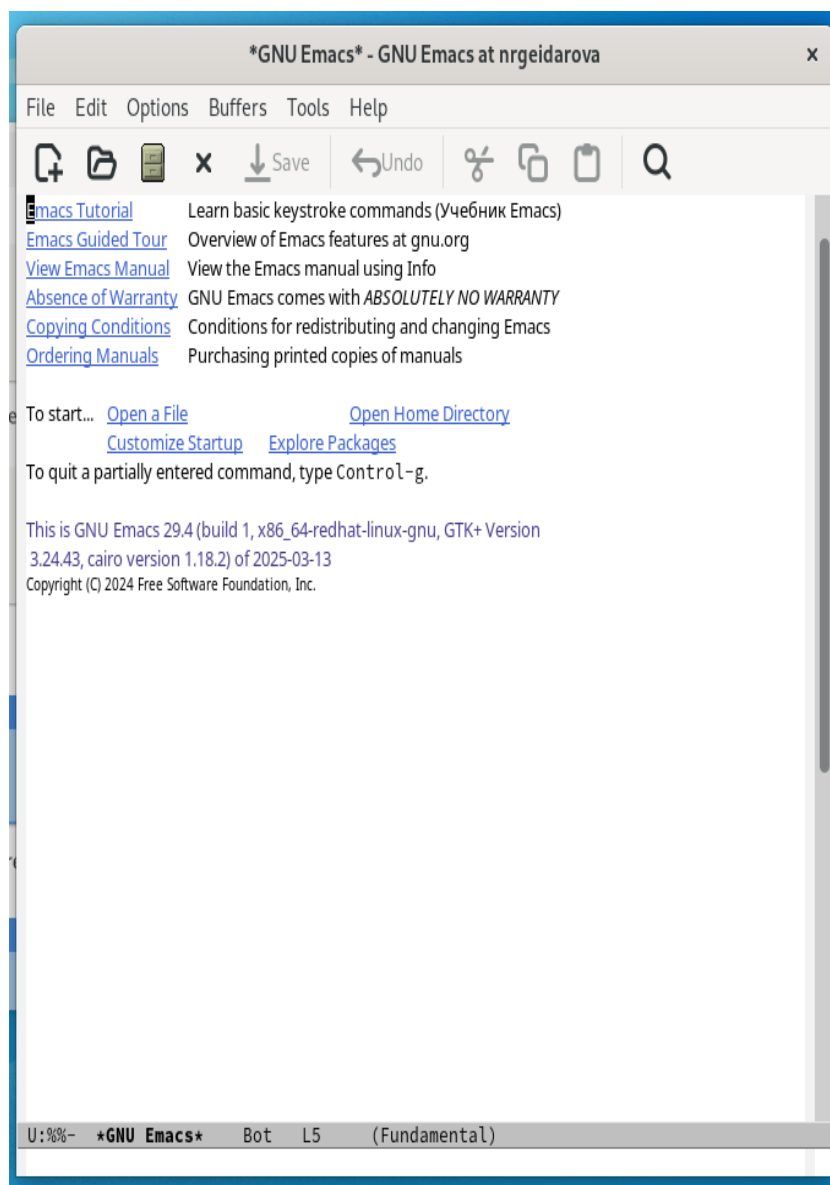 *GNU Emacs* - GNU Emacs at nrgeidarova
File Edit Options Buffers Tools Help
Save Undo
Emacs Tutorial Learn basic keystroke commands (Учебник Emacs)
Emacs Guided Tour Overview of Emacs features at gnu.org
View Emacs Manual View the Emacs manual using Info
Absence of Warranty GNU Emacs comes with ABSOLUTELY NO WARRANTY
Copying Conditions Conditions for redistributing and changing Emacs
Ordering Manuals Purchasing printed copies of manuals
To start... Open a File Open Home Directory
Customize Startup Explore Packages
To quit a partially entered command, type Control-g.
This is GNU Emacs 29.4 (build 1, x86_64-redhat-linux-gnu, GTK+ Version
3.24.43, cairo version 1.18.2) of 2025-03-13
Copyright (C) 2024 Free Software Foundation, Inc.
U:%%- *GNU Emacs* Bot L5 (Fundamental)